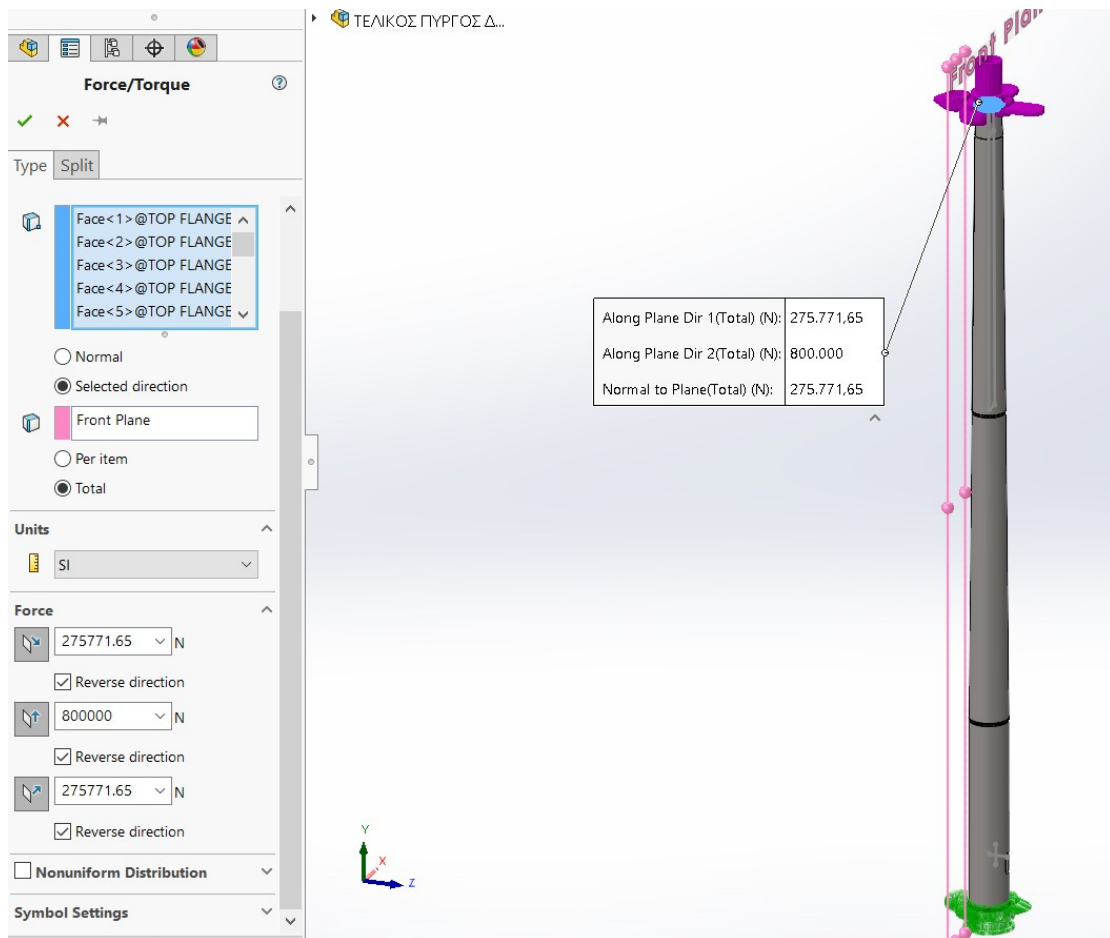 ΤΕΛΙΚΟΣ ΠΥΡΓΟΣ Δ...
Force/Torque
Type Split
Face<1>@TOP FLANGE
Face<2>@TOP FLANGE
Face<3>@TOP FLANGE
Face<4>@TOP FLANGE
Face<5>@TOP FLANGE
Normal
Selected direction
Front Plane
Per item
Total
Units
SI
Force
275771.65 N
Reverse direction
800000 N
Reverse direction
275771.65 N
Reverse direction
Nonuniform Distribution
Symbol Settings
Front Plane
Along Plane Dir 1(Total) (N): 275.771,65
Along Plane Dir 2(Total) (N): 800.000
Normal to Plane(Total) (N): 275.771,65
Y
X
Z